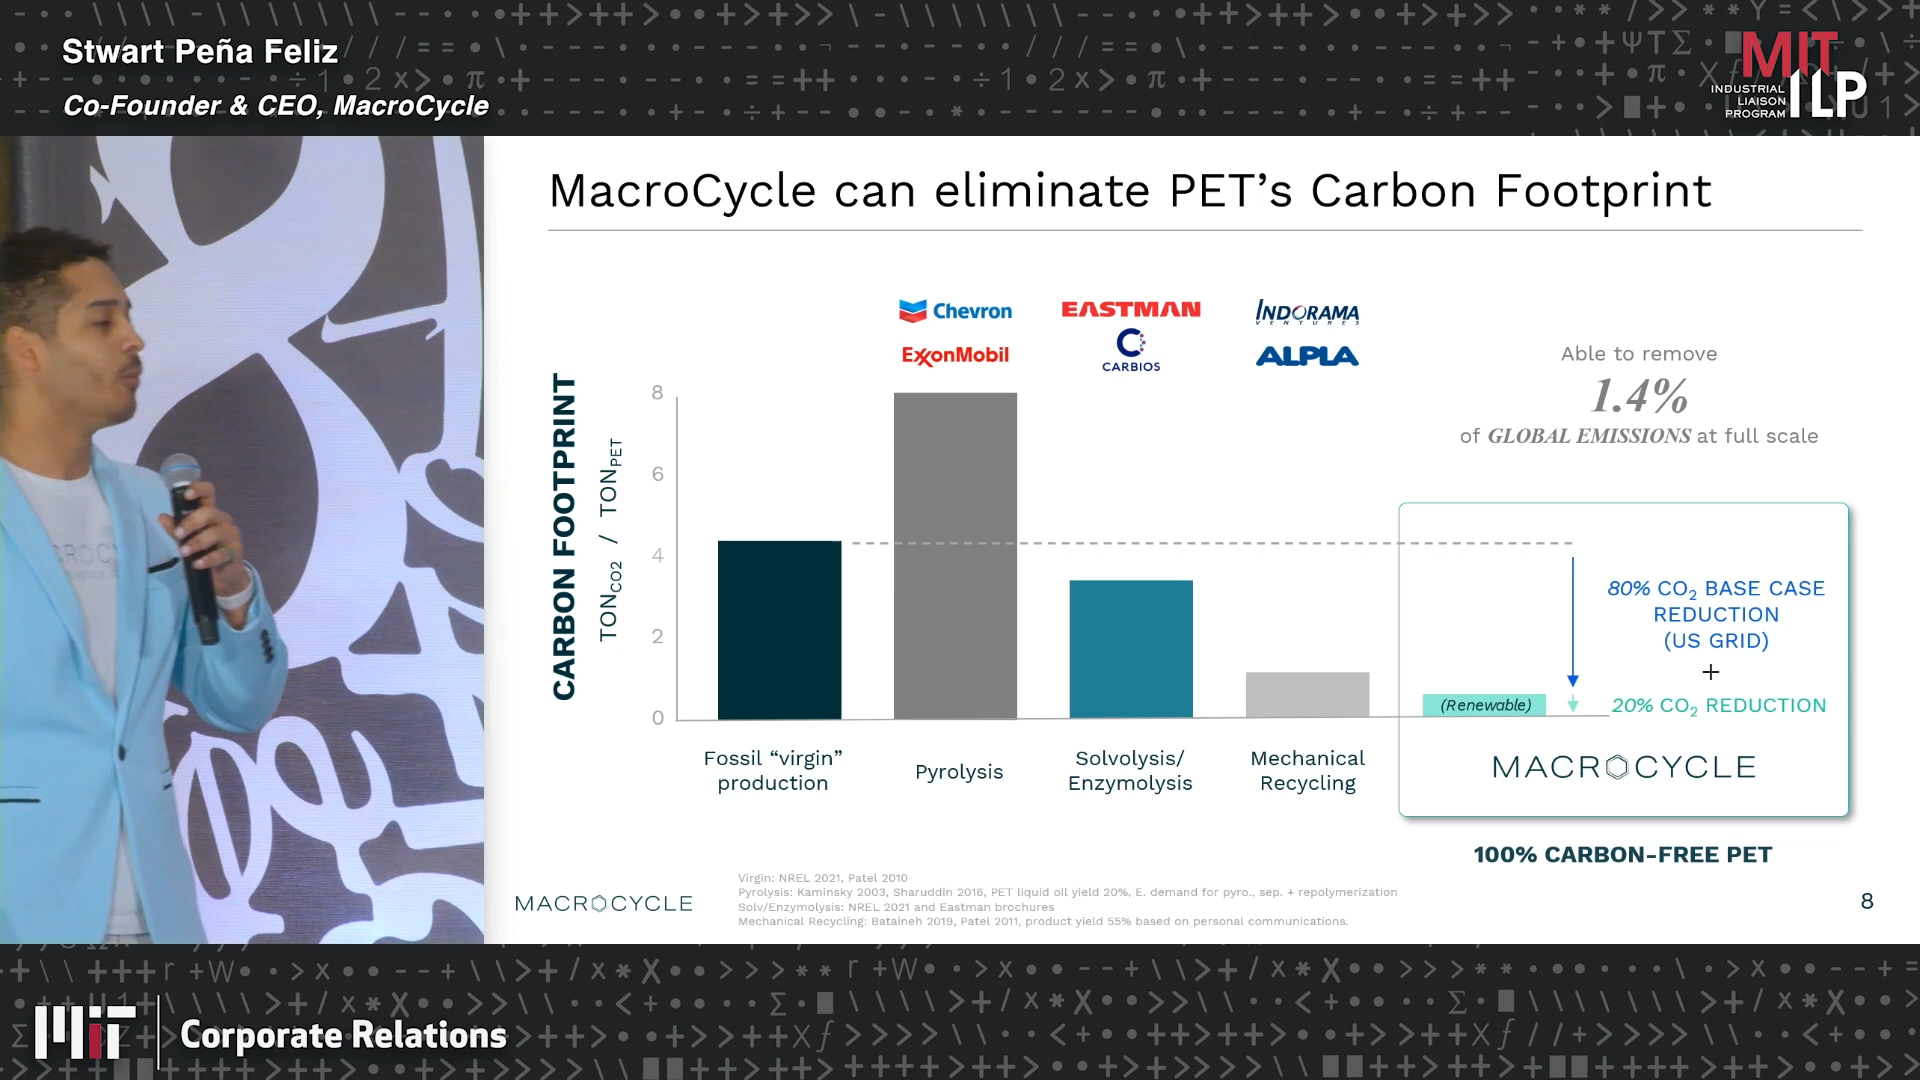 Stwart Peña Feliz
Co-Founder & CEO, MacroCycle
MIT
INDUSTRIAL
LIAISON
PROGRAM
ILP
MacroCycle can eliminate PET’s Carbon Footprint
Chevron
ExxonMobil
EASTMAN
CARBIOS
INDORAMA
VENTURES
ALPLA
Able to remove
1.4%
of GLOBAL EMISSIONS at full scale
CARBON FOOTPRINT
TONCO2 / TONPET
8
6
4
2
0
80% CO2 BASE CASE
REDUCTION
(US GRID)
+
20% CO2 REDUCTION
(Renewable)
MACROCYCLE
Fossil “virgin”
production
Pyrolysis
Solvolysis/
Enzymolysis
Mechanical
Recycling
100% CARBON-FREE PET
MACROCYCLE
Virgin: NREL 2021, Patel 2010
Pyrolysis: Kaminsky 2003, Sharuddin 2016, PET liquid oil yield 20%, E. demand for pyro., sep. + repolymerization
Solv/Enzymolysis: NREL 2021 and Eastman brochures
Mechanical Recycling: Bataineh 2019, Patel 2011, product yield 55% based on personal communications.
8
MIT
Corporate Relations